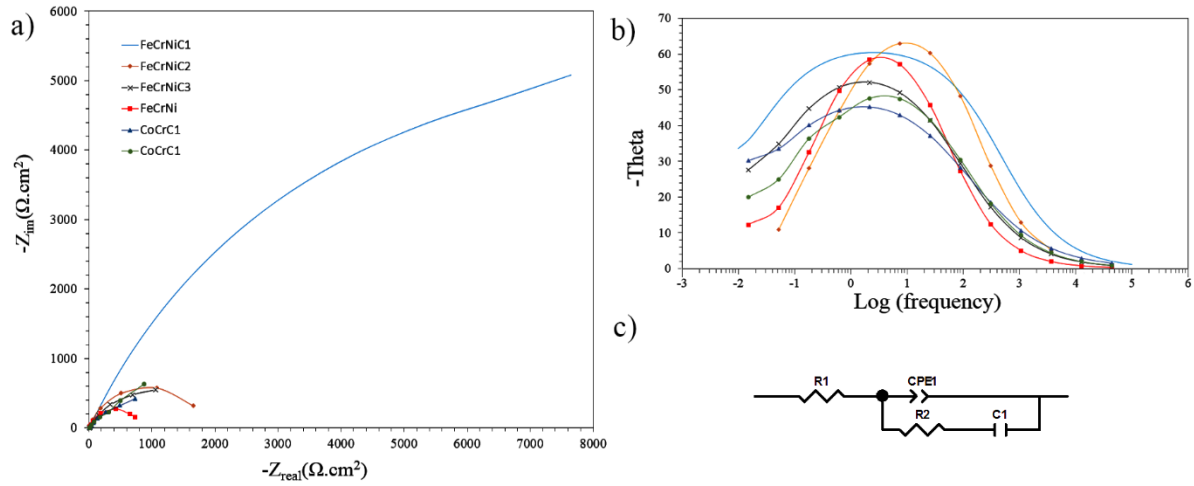 a)
6000
5000
4000
3000
2000
1000
0
-Zim(Ω.cm²)
FeCrNiC1
FeCrNiC2
FeCrNiC3
FeCrNi
CoCrC1
CoCrC1
0 1000 2000 3000 4000 5000 6000 7000 8000
-Zreal(Ω.cm²)
b)
70
60
50
40
30
20
10
0
-Theta
-2 -1 0 1 2 3 4 5 6
Log (frequency)
c)
R1 CPE1
R2 C1